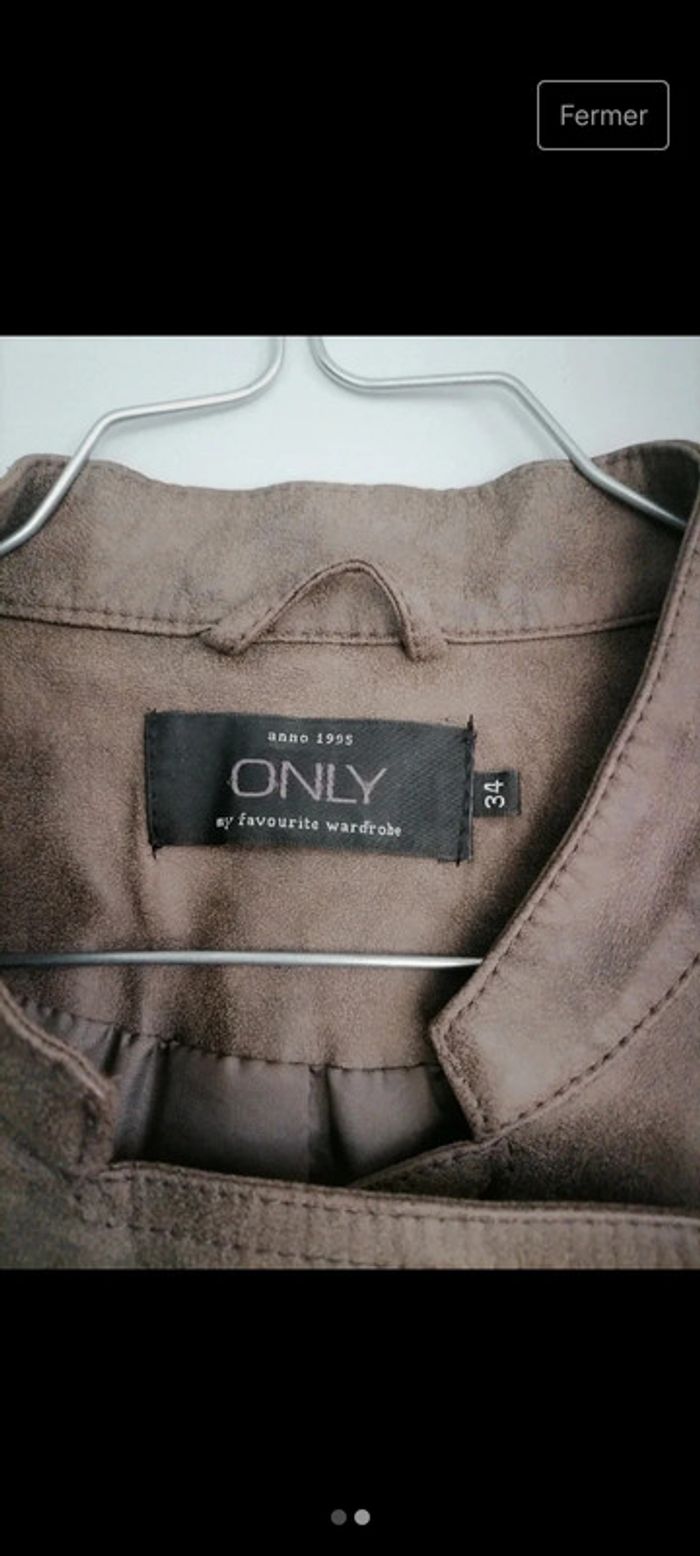 Fermer
anno 1995
ONLY
my favourite wardrobe
34